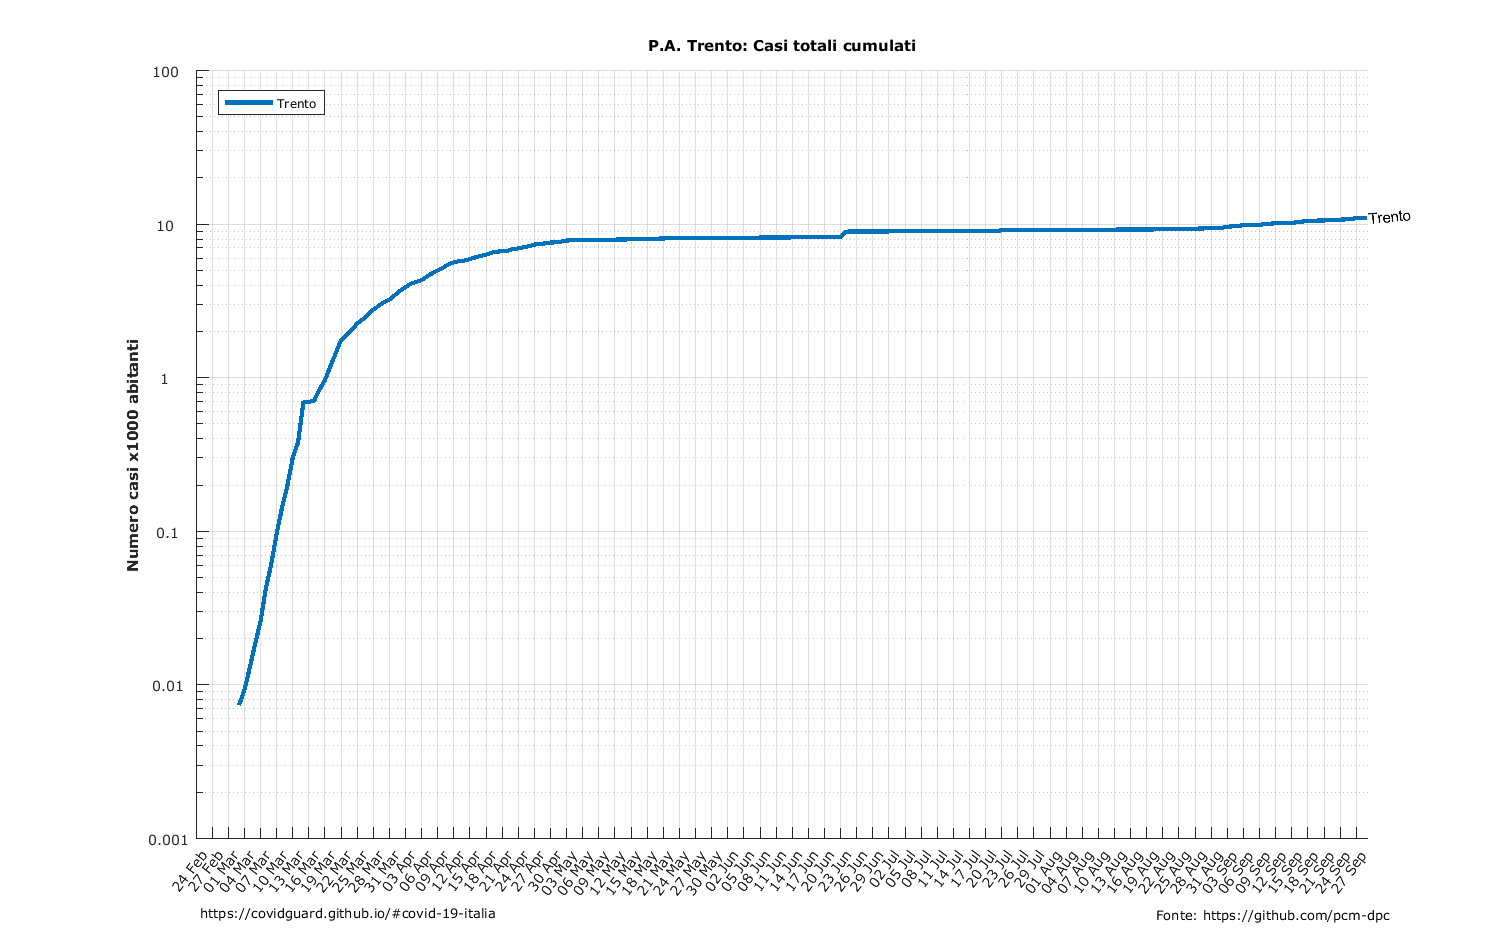 P.A. Trento: Casi totali cumulati
100
10
1
0.1
0.01
0.001
Numero casi x1000 abitanti
Trento
Trento
24 Feb
27 Feb
01 Mar
04 Mar
07 Mar
10 Mar
13 Mar
16 Mar
19 Mar
22 Mar
25 Mar
28 Mar
31 Mar
03 Apr
06 Apr
09 Apr
12 Apr
15 Apr
18 Apr
21 Apr
24 Apr
27 Apr
30 Apr
03 May
06 May
09 May
12 May
15 May
18 May
21 May
24 May
27 May
30 May
02 Jun
05 Jun
08 Jun
11 Jun
14 Jun
17 Jun
20 Jun
23 Jun
26 Jun
29 Jun
02 Jul
05 Jul
08 Jul
11 Jul
14 Jul
17 Jul
20 Jul
23 Jul
26 Jul
29 Jul
01 Aug
04 Aug
07 Aug
10 Aug
13 Aug
16 Aug
19 Aug
22 Aug
25 Aug
28 Aug
31 Aug
03 Sep
06 Sep
09 Sep
12 Sep
15 Sep
18 Sep
21 Sep
24 Sep
27 Sep
https://covidguard.github.io/#covid-19-italia
Fonte: https://github.com/pcm-dpc